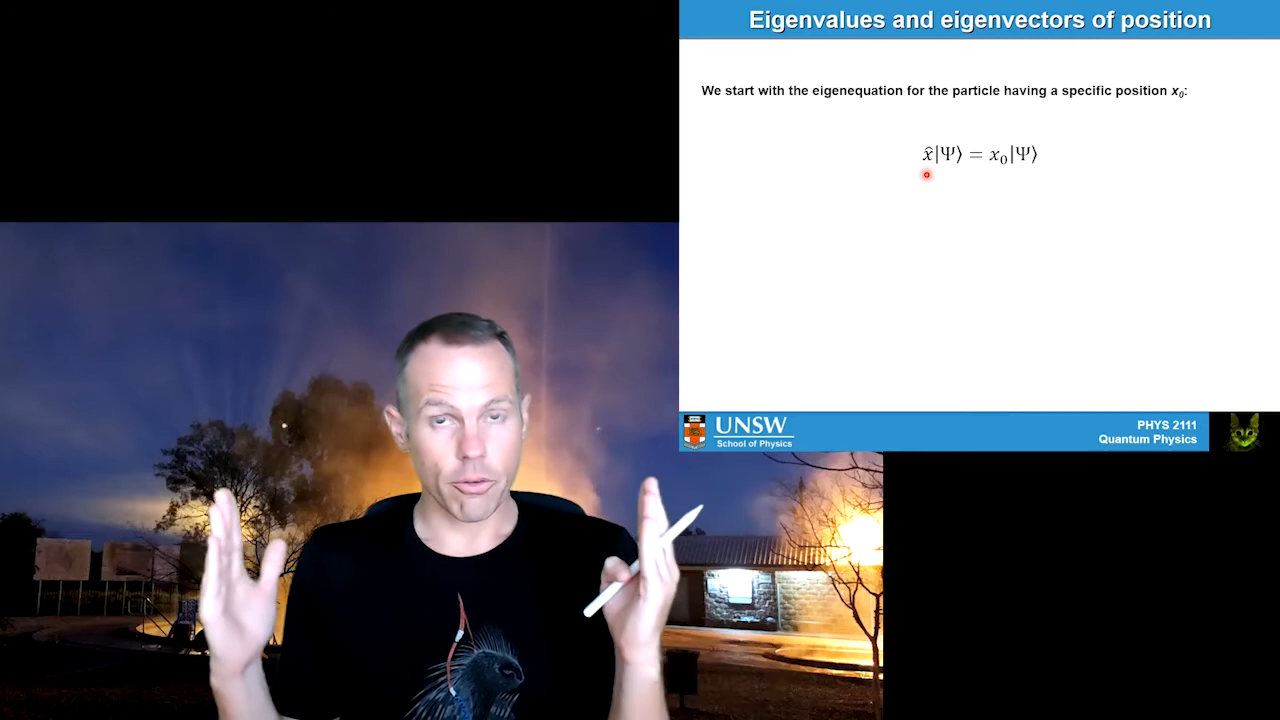 Eigenvalues and eigenvectors of position
We start with the eigenequation for the particle having a specific position x₀:
x̂|Ψ⟩ = x₀|Ψ⟩
UNSW
School of Physics
PHYS 2111
Quantum Physics